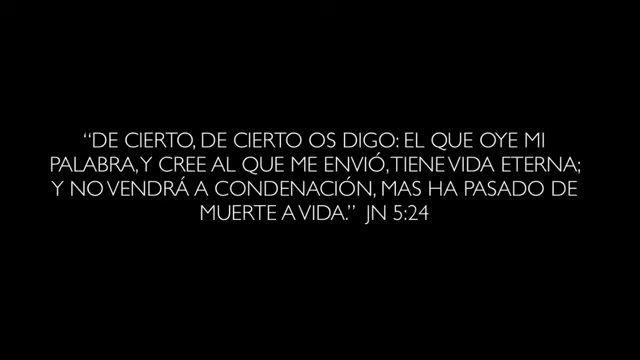 “DE CIERTO, DE CIERTO OS DIGO: EL QUE OYE MI
PALABRA, Y CREE AL QUE ME ENVIÓ, TIENE VIDA ETERNA;
Y NO VENDRÁ A CONDENACIÓN, MAS HA PASADO DE
MUERTE A VIDA.” JN 5:24